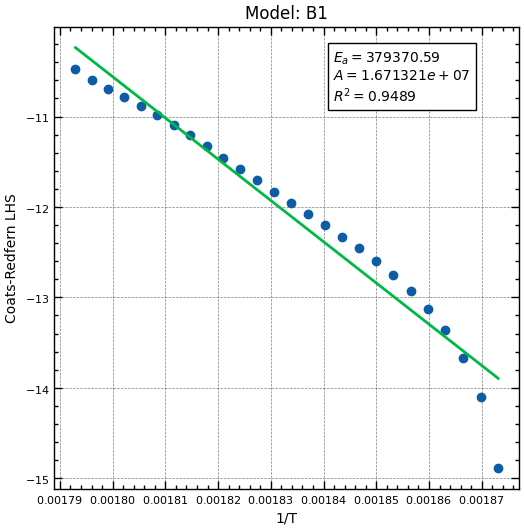 Model: B1
E_a = 379370.59
A = 1.671321e + 07
R² = 0.9489
Coats-Redfern LHS
−11
−12
−13
−14
−15
0.00179 0.00180 0.00181 0.00182 0.00183 0.00184 0.00185 0.00186 0.00187
1/T